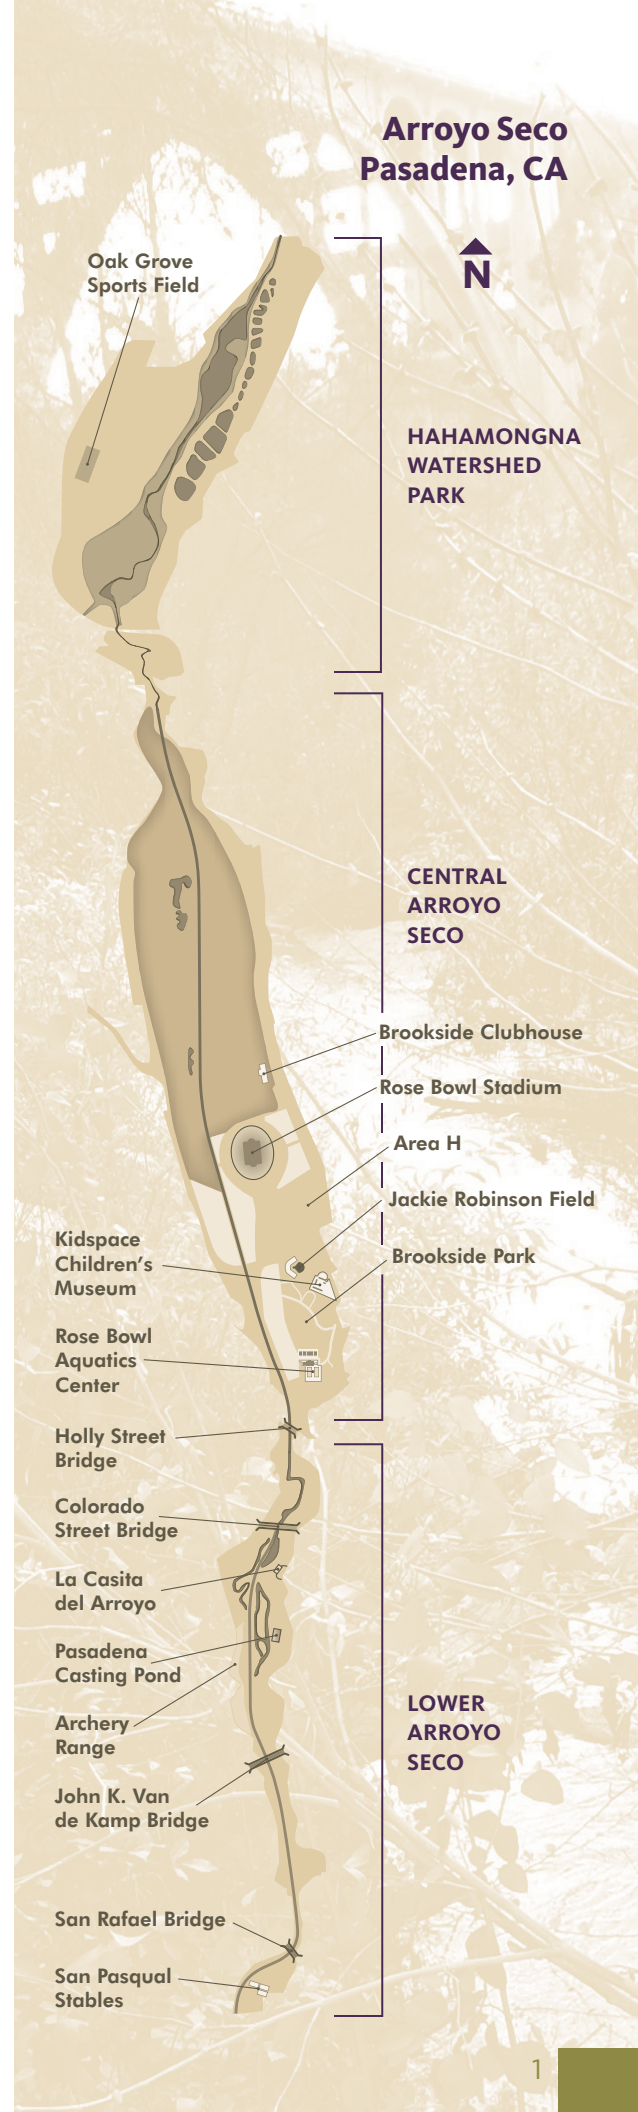 Arroyo Seco
Pasadena, CA
N
Oak Grove
Sports Field
HAHAMONGNA
WATERSHED
PARK
CENTRAL
ARROYO
SECO
Brookside Clubhouse
Rose Bowl Stadium
Area H
Jackie Robinson Field
Kidspace
Children’s
Museum
Brookside Park
Rose Bowl
Aquatics
Center
Holly Street
Bridge
Colorado
Street Bridge
La Casita
del Arroyo
Pasadena
Casting Pond
Archery
Range
LOWER
ARROYO
SECO
John K. Van
de Kamp Bridge
San Rafael Bridge
San Pasqual
Stables
1